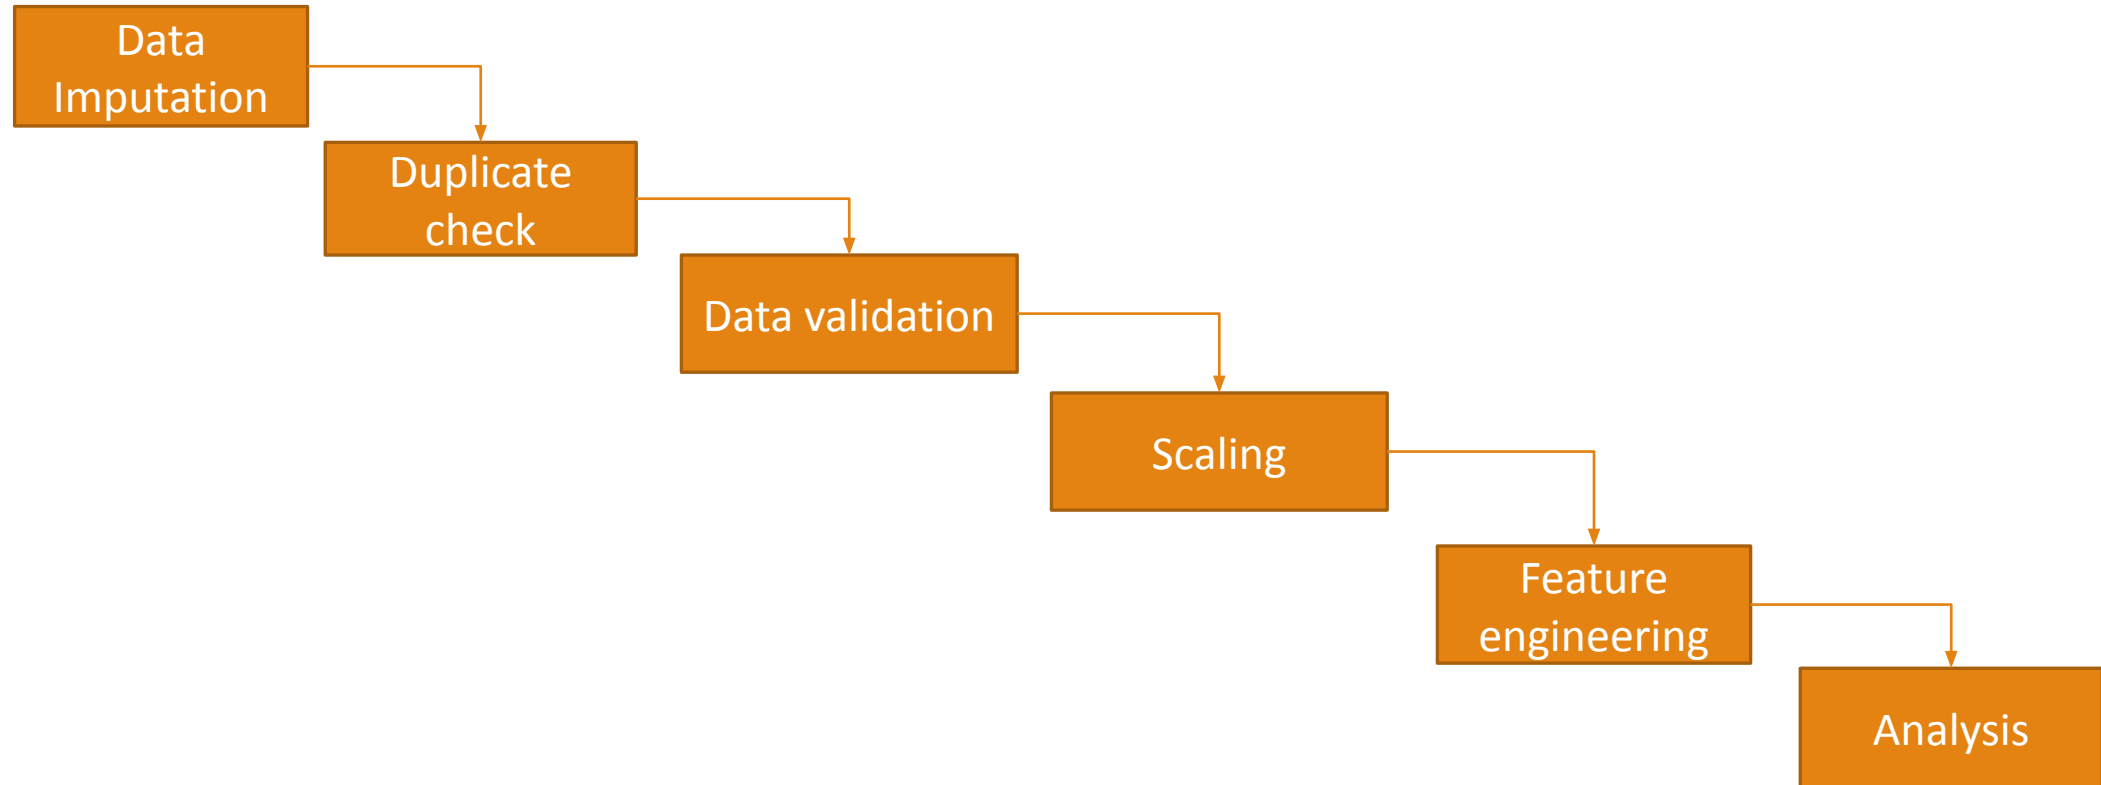 Data
Imputation
Duplicate
check
Data validation
Scaling
Feature
engineering
Analysis